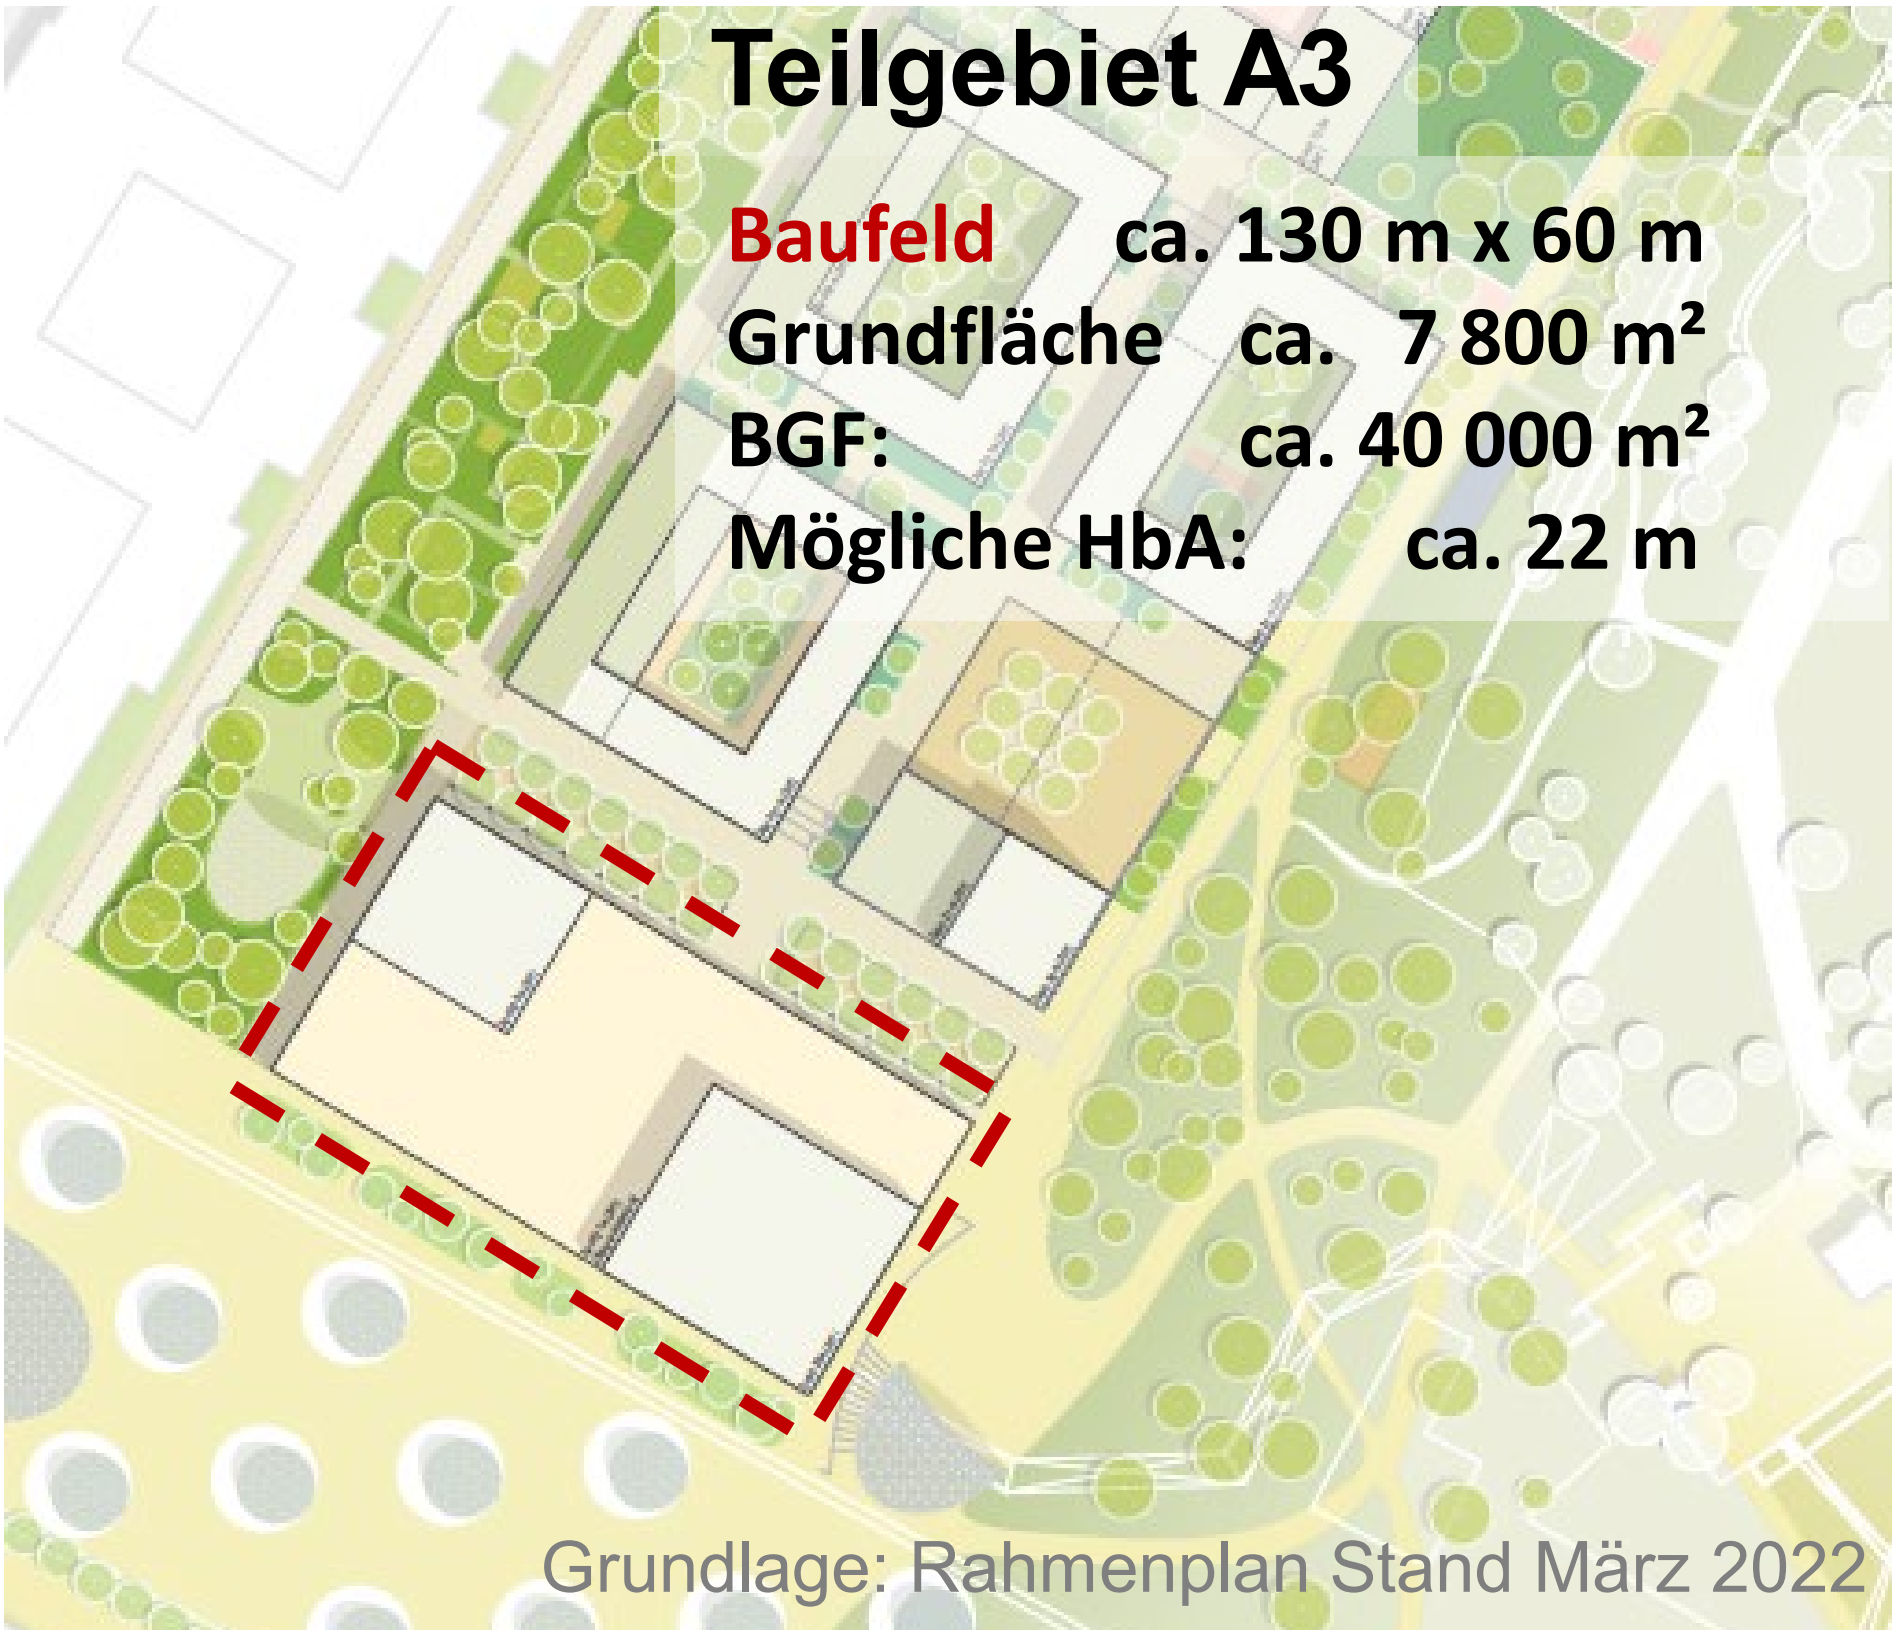 Teilgebiet A3
Baufeld ca. 130 m x 60 m
Grundfläche ca. 7 800 m²
BGF: ca. 40 000 m²
Mögliche HbA: ca. 22 m
Grundlage: Rahmenplan Stand März 2022